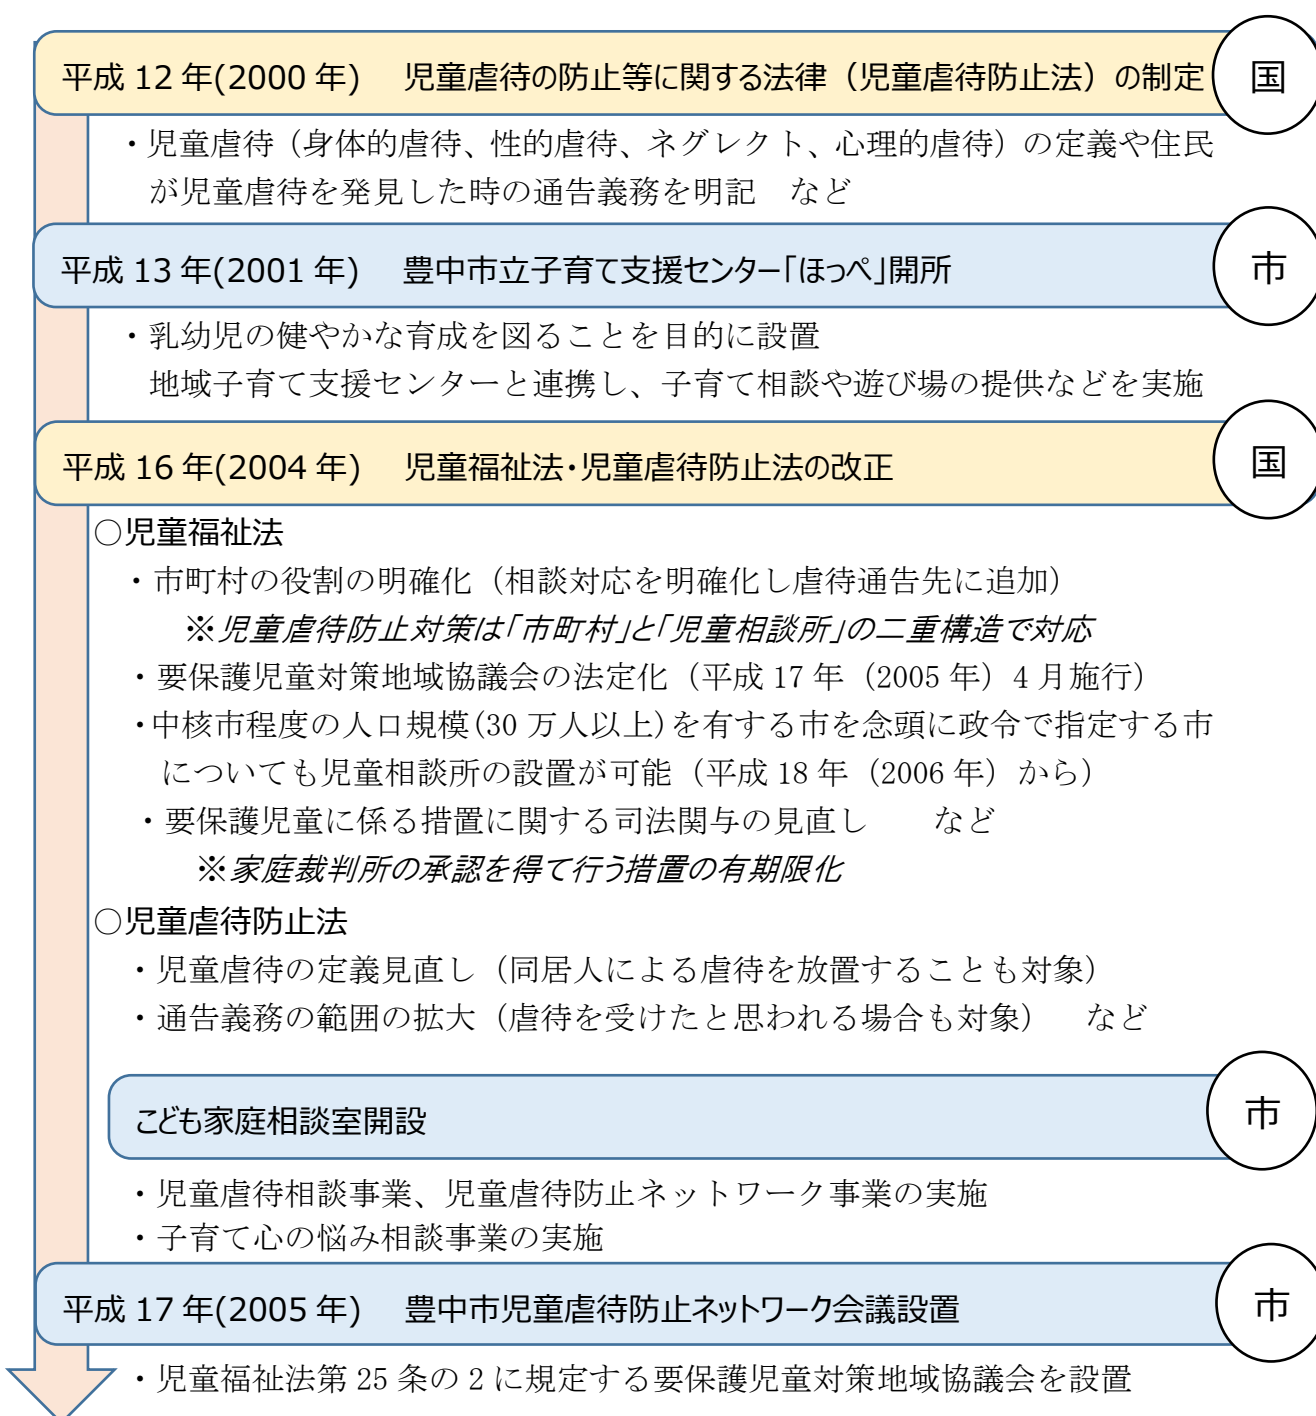 平成 12 年(2000 年)　児童虐待の防止等に関する法律（児童虐待防止法）の制定
国
・児童虐待（身体的虐待、性的虐待、ネグレクト、心理的虐待）の定義や住民
が児童虐待を発見した時の通告義務を明記　など
平成 13 年(2001 年)　豊中市立子育て支援センター「ほっぺ」開所
市
・乳幼児の健やかな育成を図ることを目的に設置
地域子育て支援センターと連携し、子育て相談や遊び場の提供などを実施
平成 16 年(2004 年)　児童福祉法・児童虐待防止法の改正
国
○児童福祉法
・市町村の役割の明確化（相談対応を明確化し虐待通告先に追加）
※児童虐待防止対策は「市町村」と「児童相談所」の二重構造で対応
・要保護児童対策地域協議会の法定化（平成 17 年（2005 年）4 月施行）
・中核市程度の人口規模(30 万人以上)を有する市を念頭に政令で指定する市
についても児童相談所の設置が可能（平成 18 年（2006 年）から）
・要保護児童に係る措置に関する司法関与の見直し　など
※家庭裁判所の承認を得て行う措置の有期限化
○児童虐待防止法
・児童虐待の定義見直し（同居人による虐待を放置することも対象）
・通告義務の範囲の拡大（虐待を受けたと思われる場合も対象）　など
こども家庭相談室開設
市
・児童虐待相談事業、児童虐待防止ネットワーク事業の実施
・子育て心の悩み相談事業の実施
平成 17 年(2005 年)　豊中市児童虐待防止ネットワーク会議設置
市
・児童福祉法第 25 条の 2 に規定する要保護児童対策地域協議会を設置